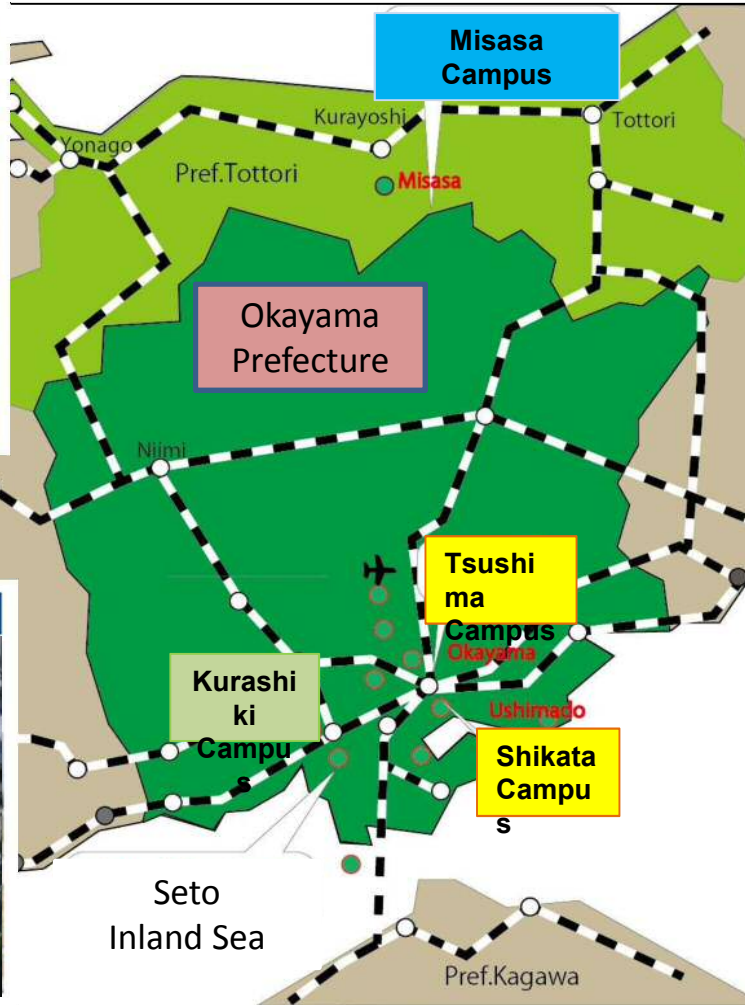 Misasa
Campus
Kurayoshi
Tottori
Yonago
Pref.Tottori
Misasa
Okayama
Prefecture
Niimi
Tsushi
ma
Campus
Okayama
Kurashi
ki
Campu
s
Ushimado
Shikata
Campu
s
Seto
Inland Sea
Pref.Kagawa